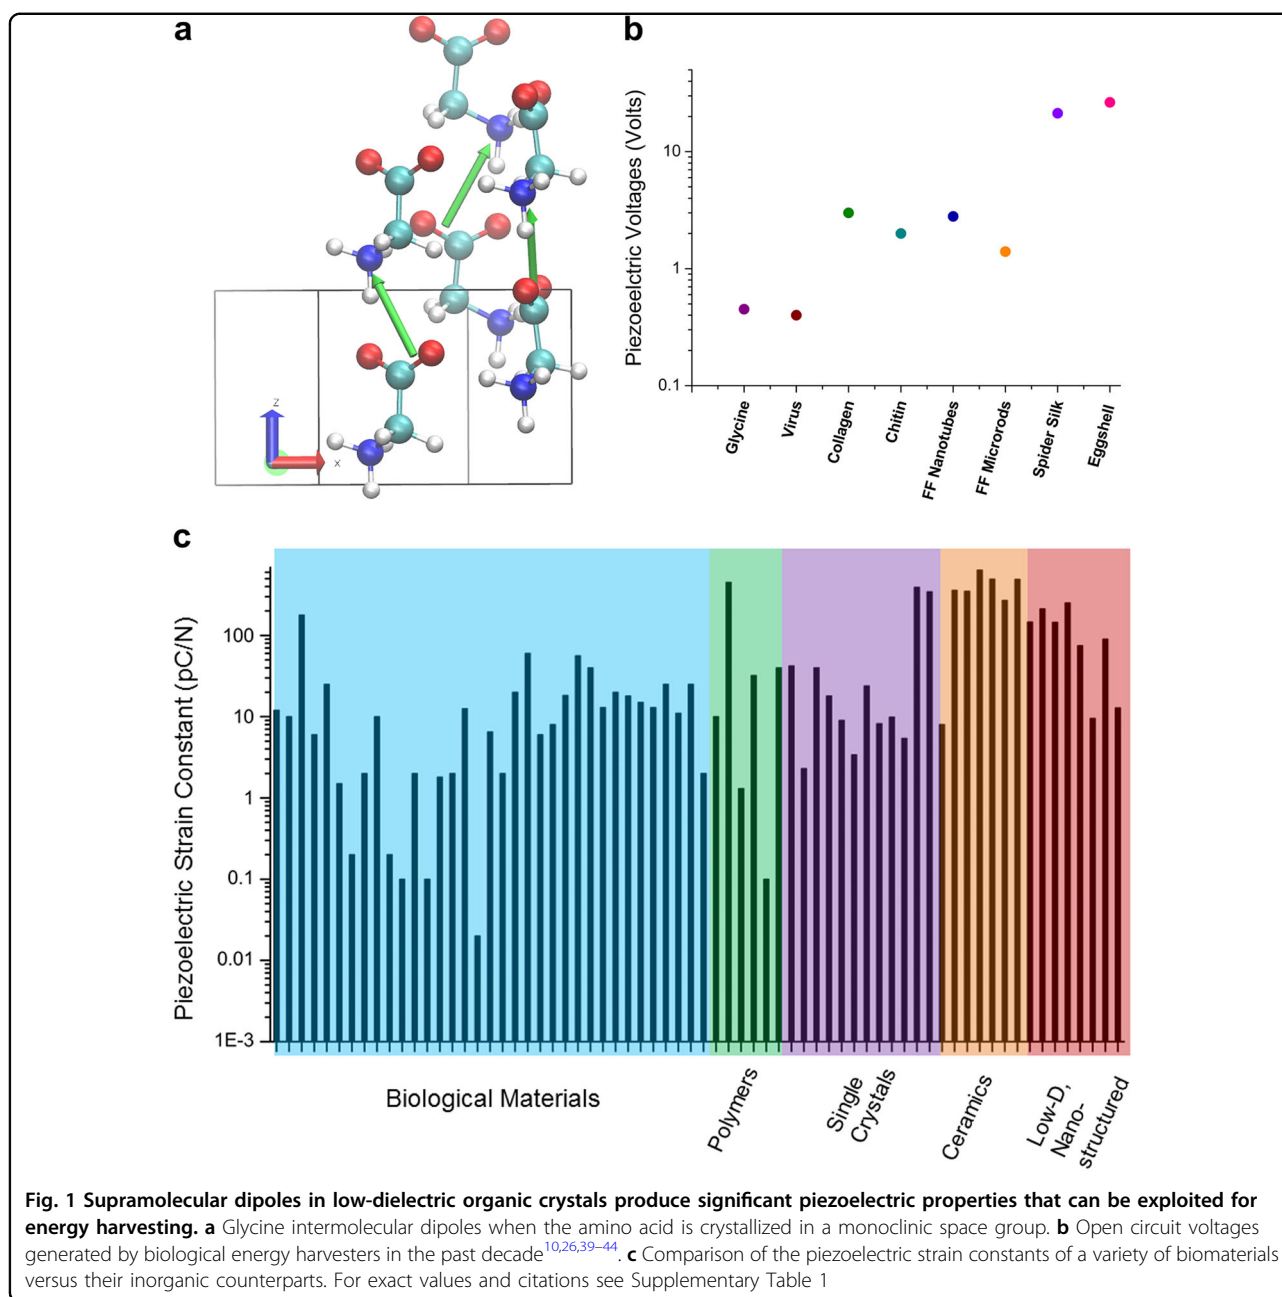 a
z
x
b
Piezoeelctric Voltages (Volts)
10
1
0.1
Glycine
Virus
Collagen
Chitin
FF Nanotubes
FF Microrods
Spider Silk
Eggshell
c
Piezoelectric Strain Constant (pC/N)
100
10
1
0.1
0.01
1E-3
Biological Materials
Polymers
Single
Crystals
Ceramics
Low-D,
Nano-
structured
Fig. 1 Supramolecular dipoles in low-dielectric organic crystals produce significant piezoelectric properties that can be exploited for
energy harvesting. a Glycine intermolecular dipoles when the amino acid is crystallized in a monoclinic space group. b Open circuit voltages
generated by biological energy harvesters in the past decade10,26,39–44. c Comparison of the piezoelectric strain constants of a variety of biomaterials
versus their inorganic counterparts. For exact values and citations see Supplementary Table 1